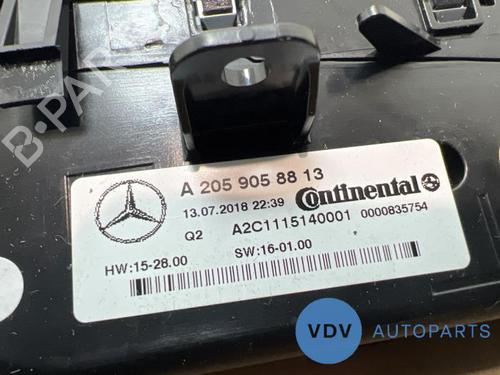 B-PARTS
A 205 905 88 13
13.07.2018 22:39 Continental
Q2 A2C1115140001 0000835754
HW:15-28.00 SW:16-01.00
VDV AUTOPARTS